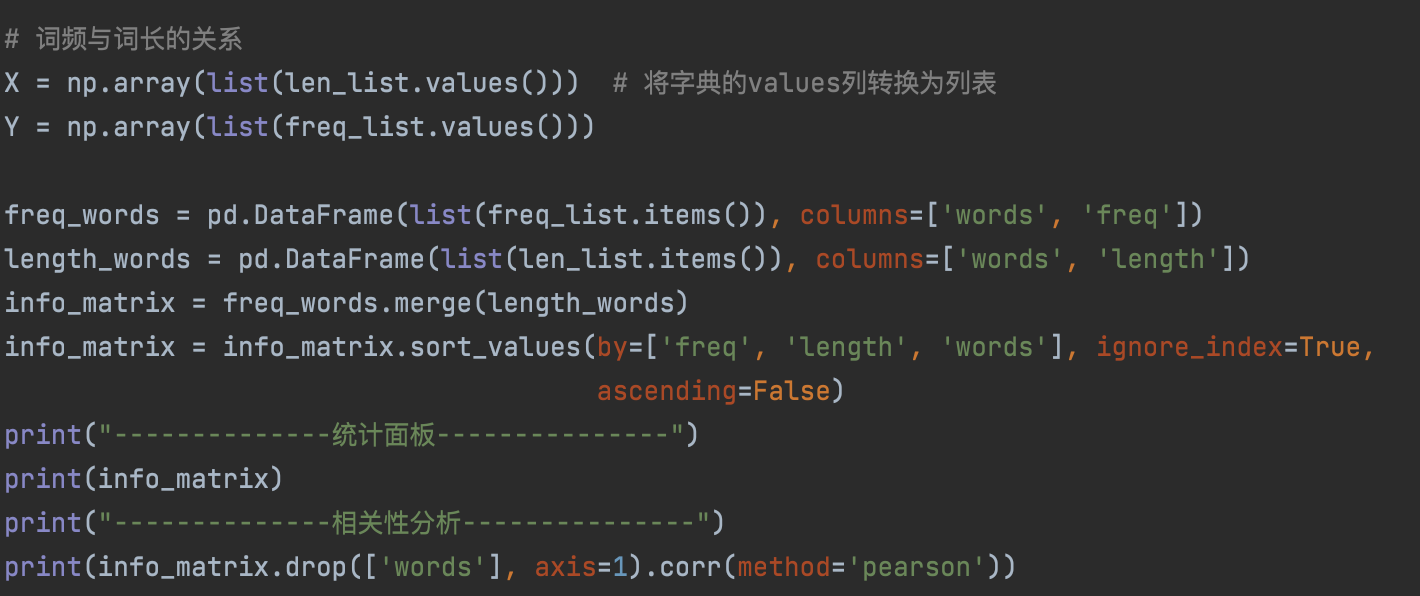 # 词频与词长的关系
X = np.array(list(len_list.values()))  # 将字典的values列转换为列表
Y = np.array(list(freq_list.values()))
freq_words = pd.DataFrame(list(freq_list.items()), columns=['words', 'freq'])
length_words = pd.DataFrame(list(len_list.items()), columns=['words', 'length'])
info_matrix = freq_words.merge(length_words)
info_matrix = info_matrix.sort_values(by=['freq', 'length', 'words'], ignore_index=True,
                                      ascending=False)
print("--------------统计面板---------------")
print(info_matrix)
print("--------------相关性分析---------------")
print(info_matrix.drop(['words'], axis=1).corr(method='pearson'))